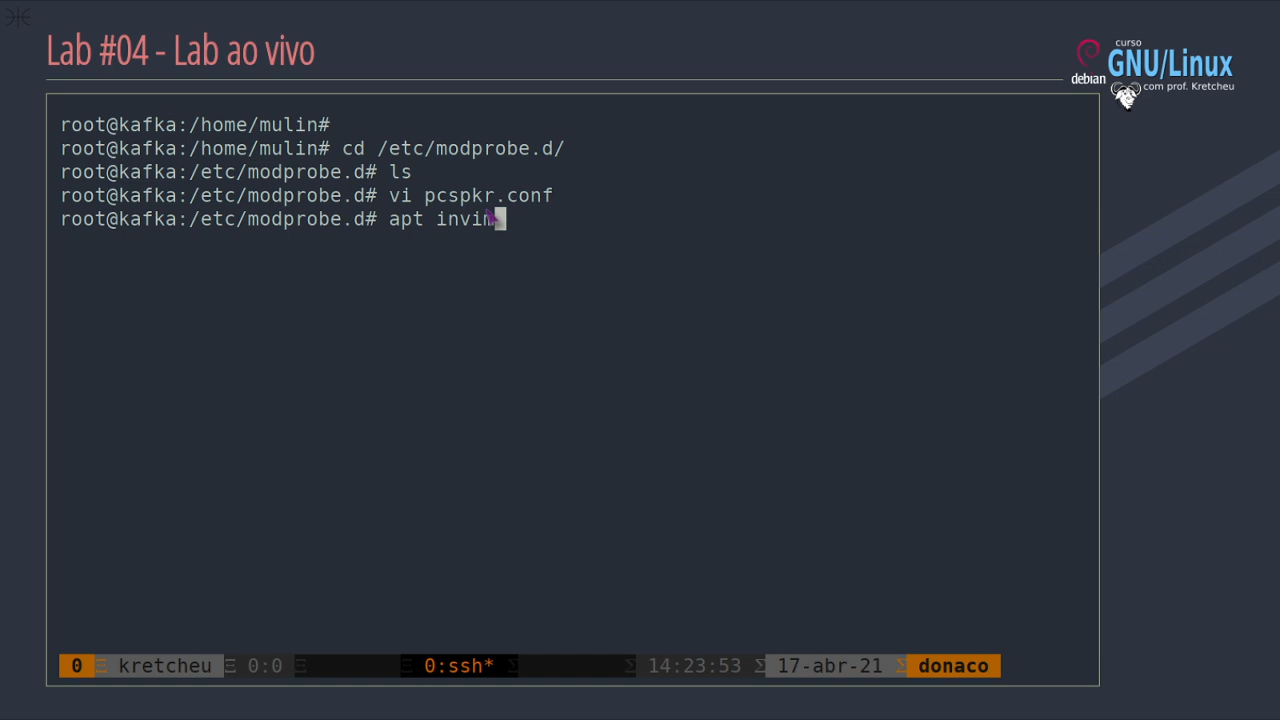 Lab #04 - Lab ao vivo
curso
GNU/Linux
debian
com prof. Kretcheu
root@kafka:/home/mulin#
root@kafka:/home/mulin# cd /etc/modprobe.d/
root@kafka:/etc/modprobe.d# ls
root@kafka:/etc/modprobe.d# vi pcspkr.conf
root@kafka:/etc/modprobe.d# apt invim
0 Ξ kretcheu Ξ 0:0 Ξ Ξ 0:ssh* Σ Σ 14:23:53 Σ 17-abr-21 Σ donaco